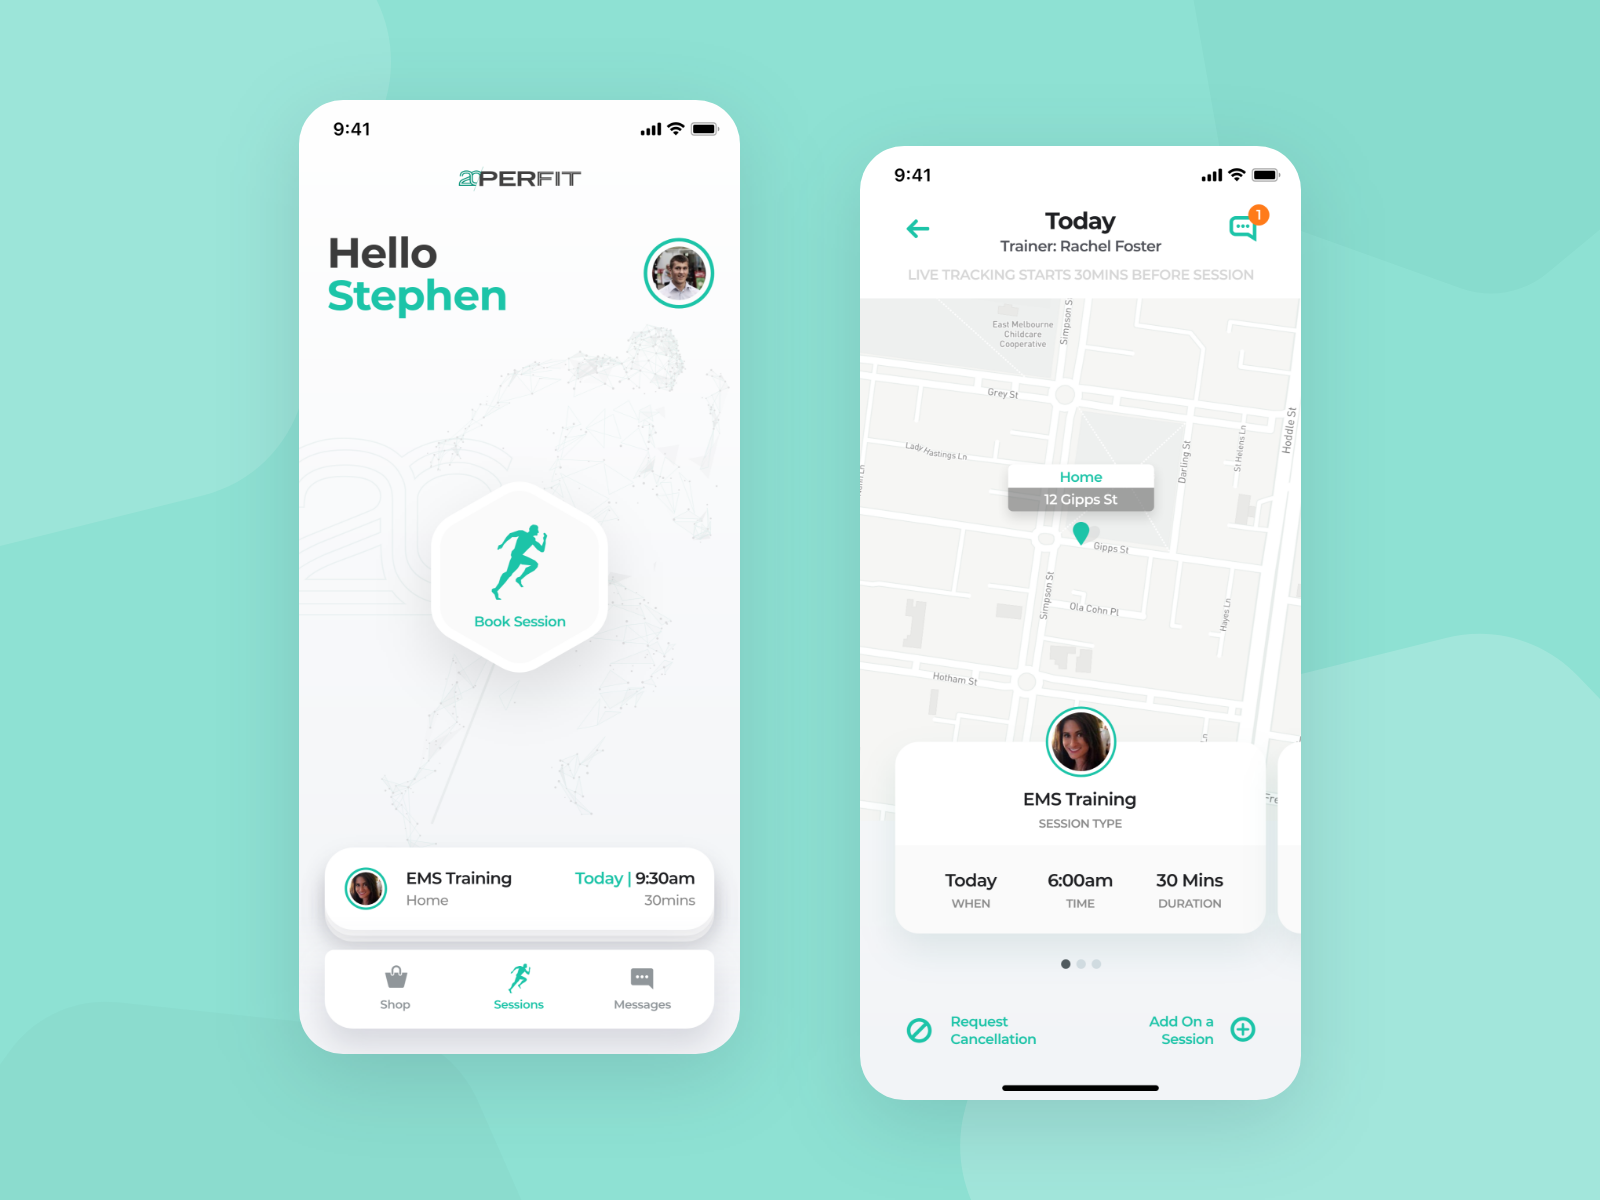 9:41
20PERFIT
Hello
Stephen
Book Session
EMS Training
Home
Today | 9:30am
30mins
Shop
Sessions
Messages
9:41
Today
1
Trainer: Rachel Foster
LIVE TRACKING STARTS 30MINS BEFORE SESSION
East Melbourne
Childcare
Cooperative
Simpson S
Grey St
Hoddle St
Lady Hastings Ln
Darling St
St Helens Ln
Home
12 Gipps St
Gipps St
Simpson St
Ola Cohn Pl
Hayes Ln
Hotham St
Fre
EMS Training
SESSION TYPE
Today
WHEN
6:00am
TIME
30 Mins
DURATION
Request
Cancellation
Add On a
Session